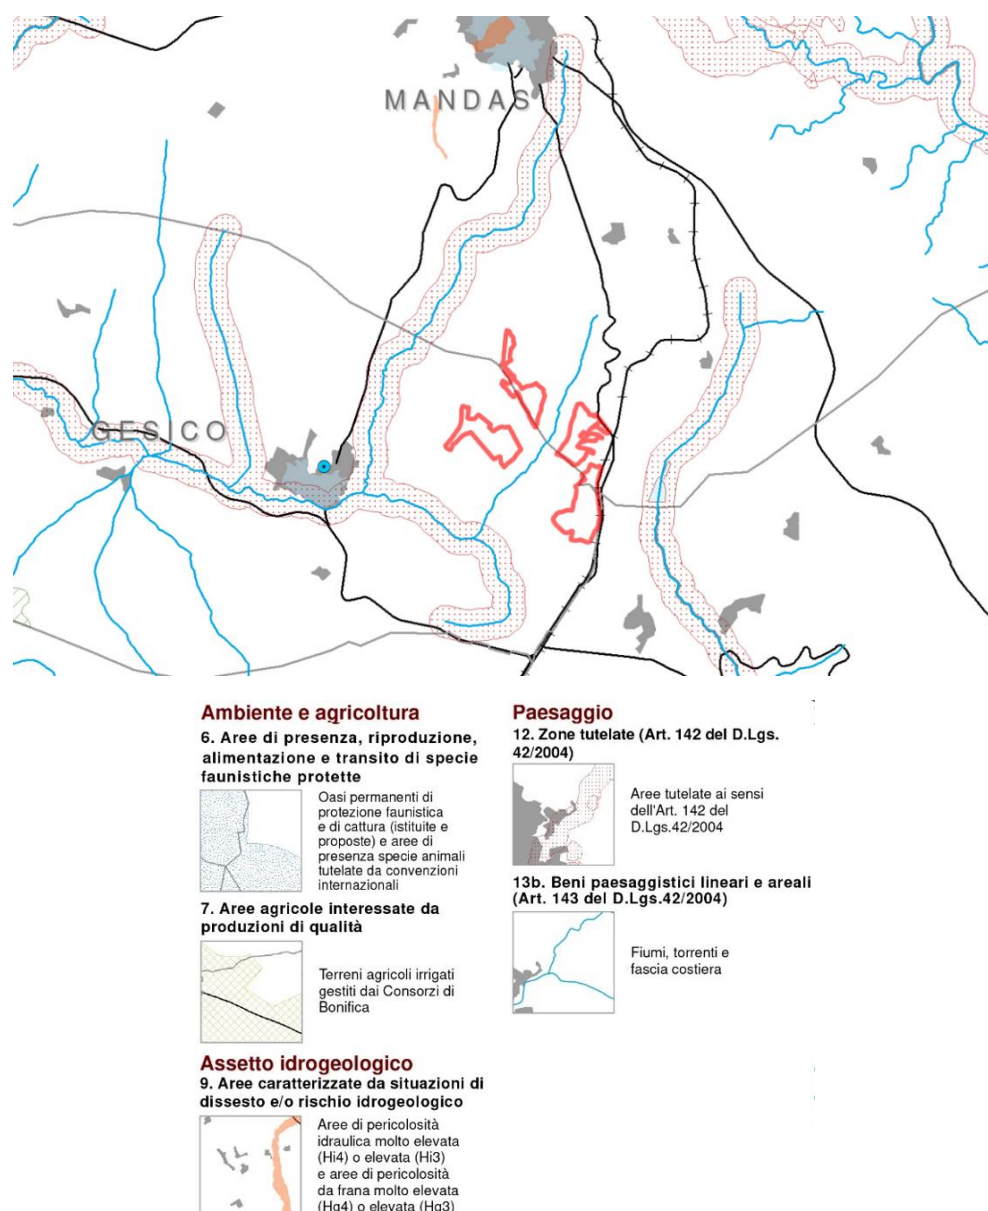 MANDAS
GESICO
Ambiente e agricoltura
6. Aree di presenza, riproduzione,
alimentazione e transito di specie
faunistiche protette
Oasi permanenti di
protezione faunistica
e di cattura (istituite e
proposte) e aree di
presenza specie animali
tutelate da convenzioni
internazionali
7. Aree agricole interessate da
produzioni di qualità
Terreni agricoli irrigati
gestiti dai Consorzi di
Bonifica
Assetto idrogeologico
9. Aree caratterizzate da situazioni di
dissesto e/o rischio idrogeologico
Aree di pericolosità
idraulica molto elevata
(Hi4) o elevata (Hi3)
e aree di pericolosità
da frana molto elevata
(Hg4) o elevata (Hg3)
Paesaggio
12. Zone tutelate (Art. 142 del D.Lgs.
42/2004)
Aree tutelate ai sensi
dell'Art. 142 del
D.Lgs.42/2004
13b. Beni paesaggistici lineari e areali
(Art. 143 del D.Lgs.42/2004)
Fiumi, torrenti e
fascia costiera